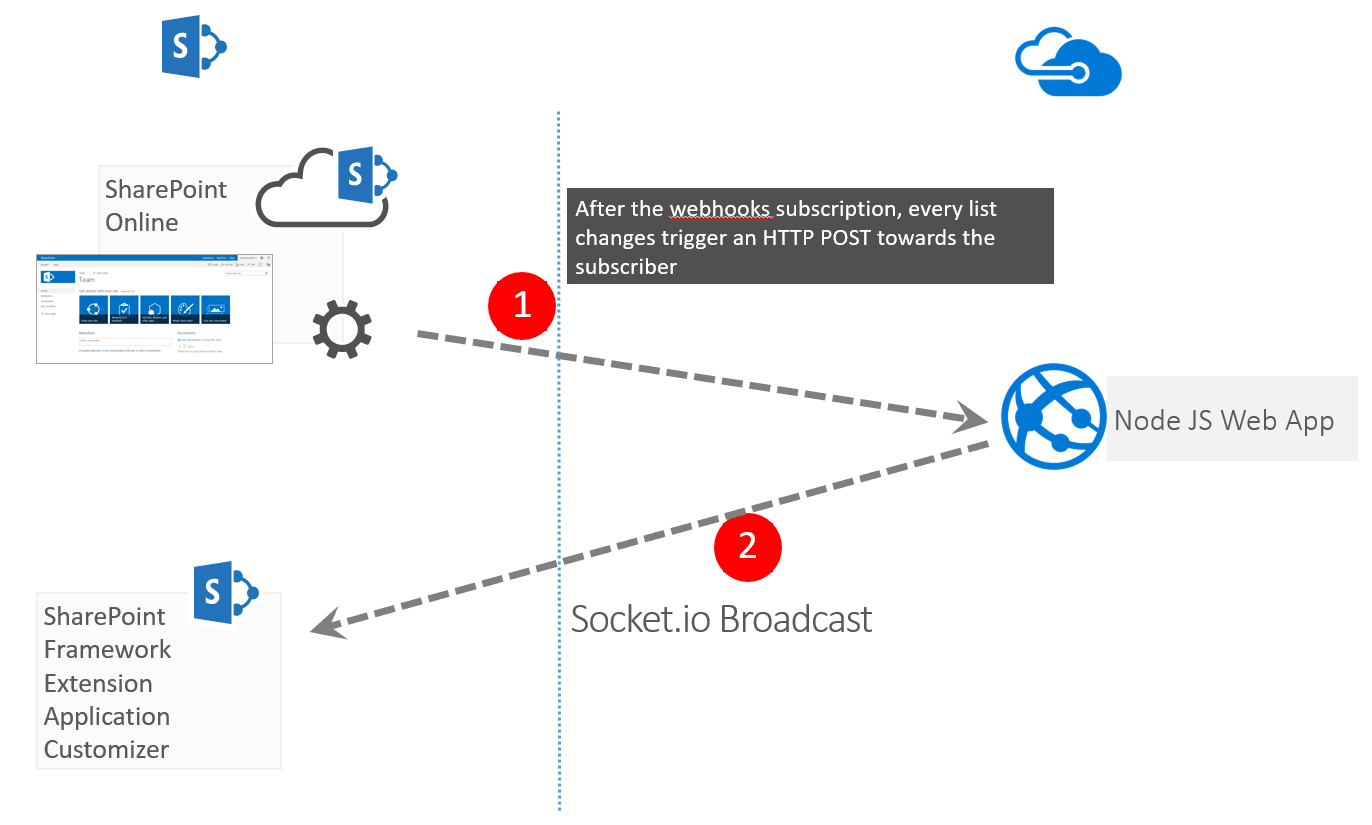 S
S
SharePoint
Online
After the webhooks subscription, every list
changes trigger an HTTP POST towards the
subscriber
SharePoint
Team
1
Node JS Web App
2
Socket.io Broadcast
S
SharePoint
Framework
Extension
Application
Customizer